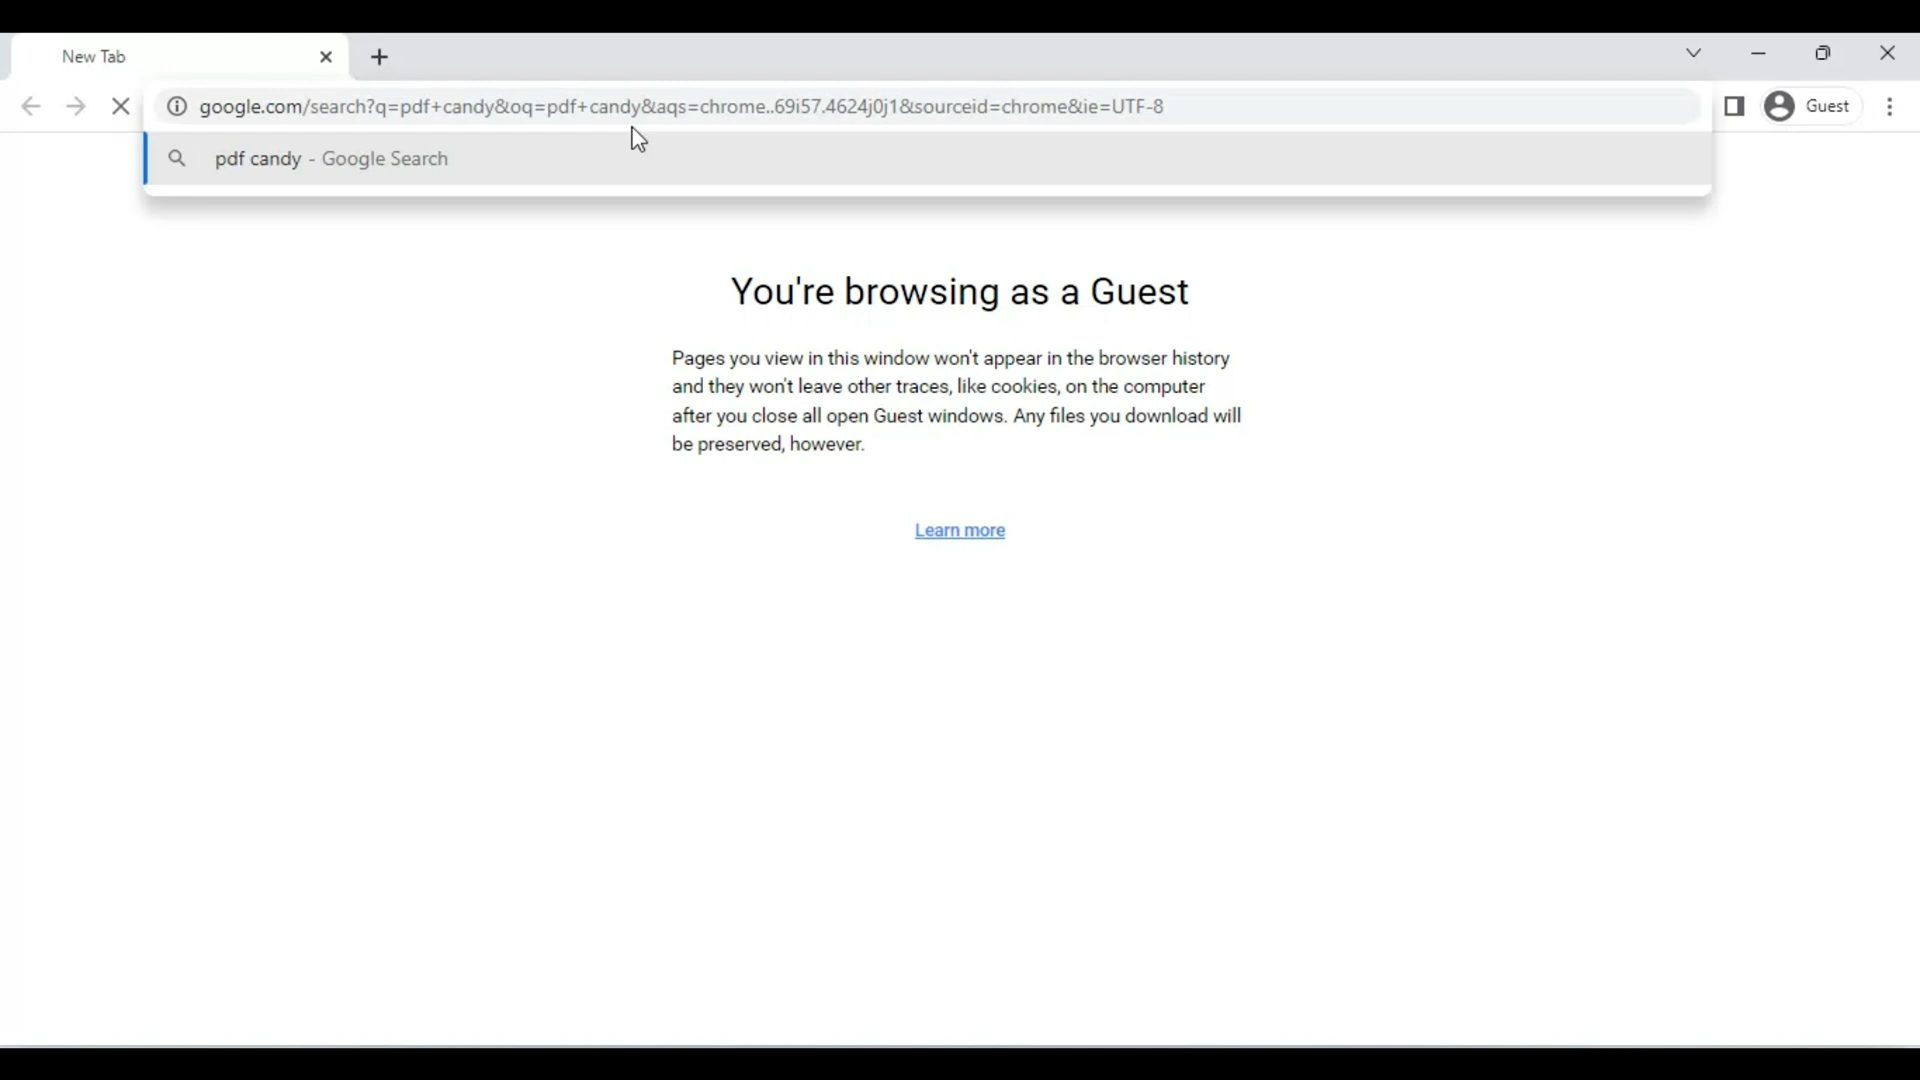 New Tab
google.com/search?q=pdf+candy&oq=pdf+candy&aqs=chrome..69i57.4624j0j1&sourceid=chrome&ie=UTF-8
Guest
pdf candy - Google Search
You're browsing as a Guest
Pages you view in this window won't appear in the browser history
and they won't leave other traces, like cookies, on the computer
after you close all open Guest windows. Any files you download will
be preserved, however.
Learn more